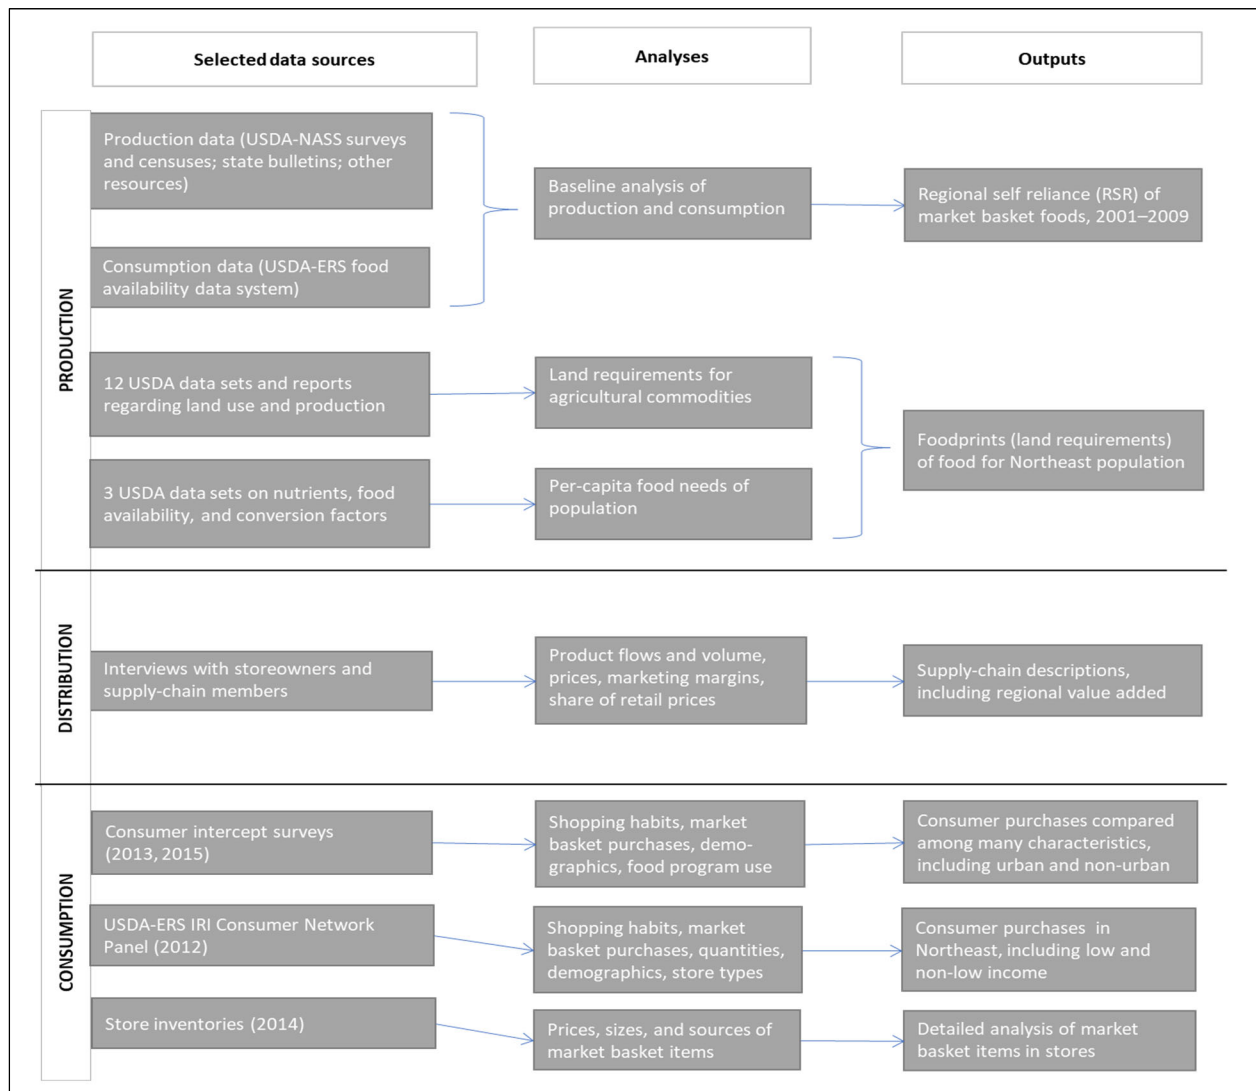 Selected data sources
Analyses
Outputs
PRODUCTION
Production data (USDA-NASS surveys
and censuses; state bulletins; other
resources)
Consumption data (USDA-ERS food
availability data system)
Baseline analysis of
production and consumption
Regional self reliance (RSR) of
market basket foods, 2001–2009
12 USDA data sets and reports
regarding land use and production
Land requirements for
agricultural commodities
3 USDA data sets on nutrients, food
availability, and conversion factors
Per-capita food needs of
population
Foodprints (land requirements)
of food for Northeast population
DISTRIBUTION
Interviews with storeowners and
supply-chain members
Product flows and volume,
prices, marketing margins,
share of retail prices
Supply-chain descriptions,
including regional value added
CONSUMPTION
Consumer intercept surveys
(2013, 2015)
Shopping habits, market
basket purchases, demo-
graphics, food program use
Consumer purchases compared
among many characteristics,
including urban and non-urban
USDA-ERS IRI Consumer Network
Panel (2012)
Shopping habits, market
basket purchases, quantities,
demographics, store types
Consumer purchases in
Northeast, including low and
non-low income
Store inventories (2014)
Prices, sizes, and sources of
market basket items
Detailed analysis of market
basket items in stores